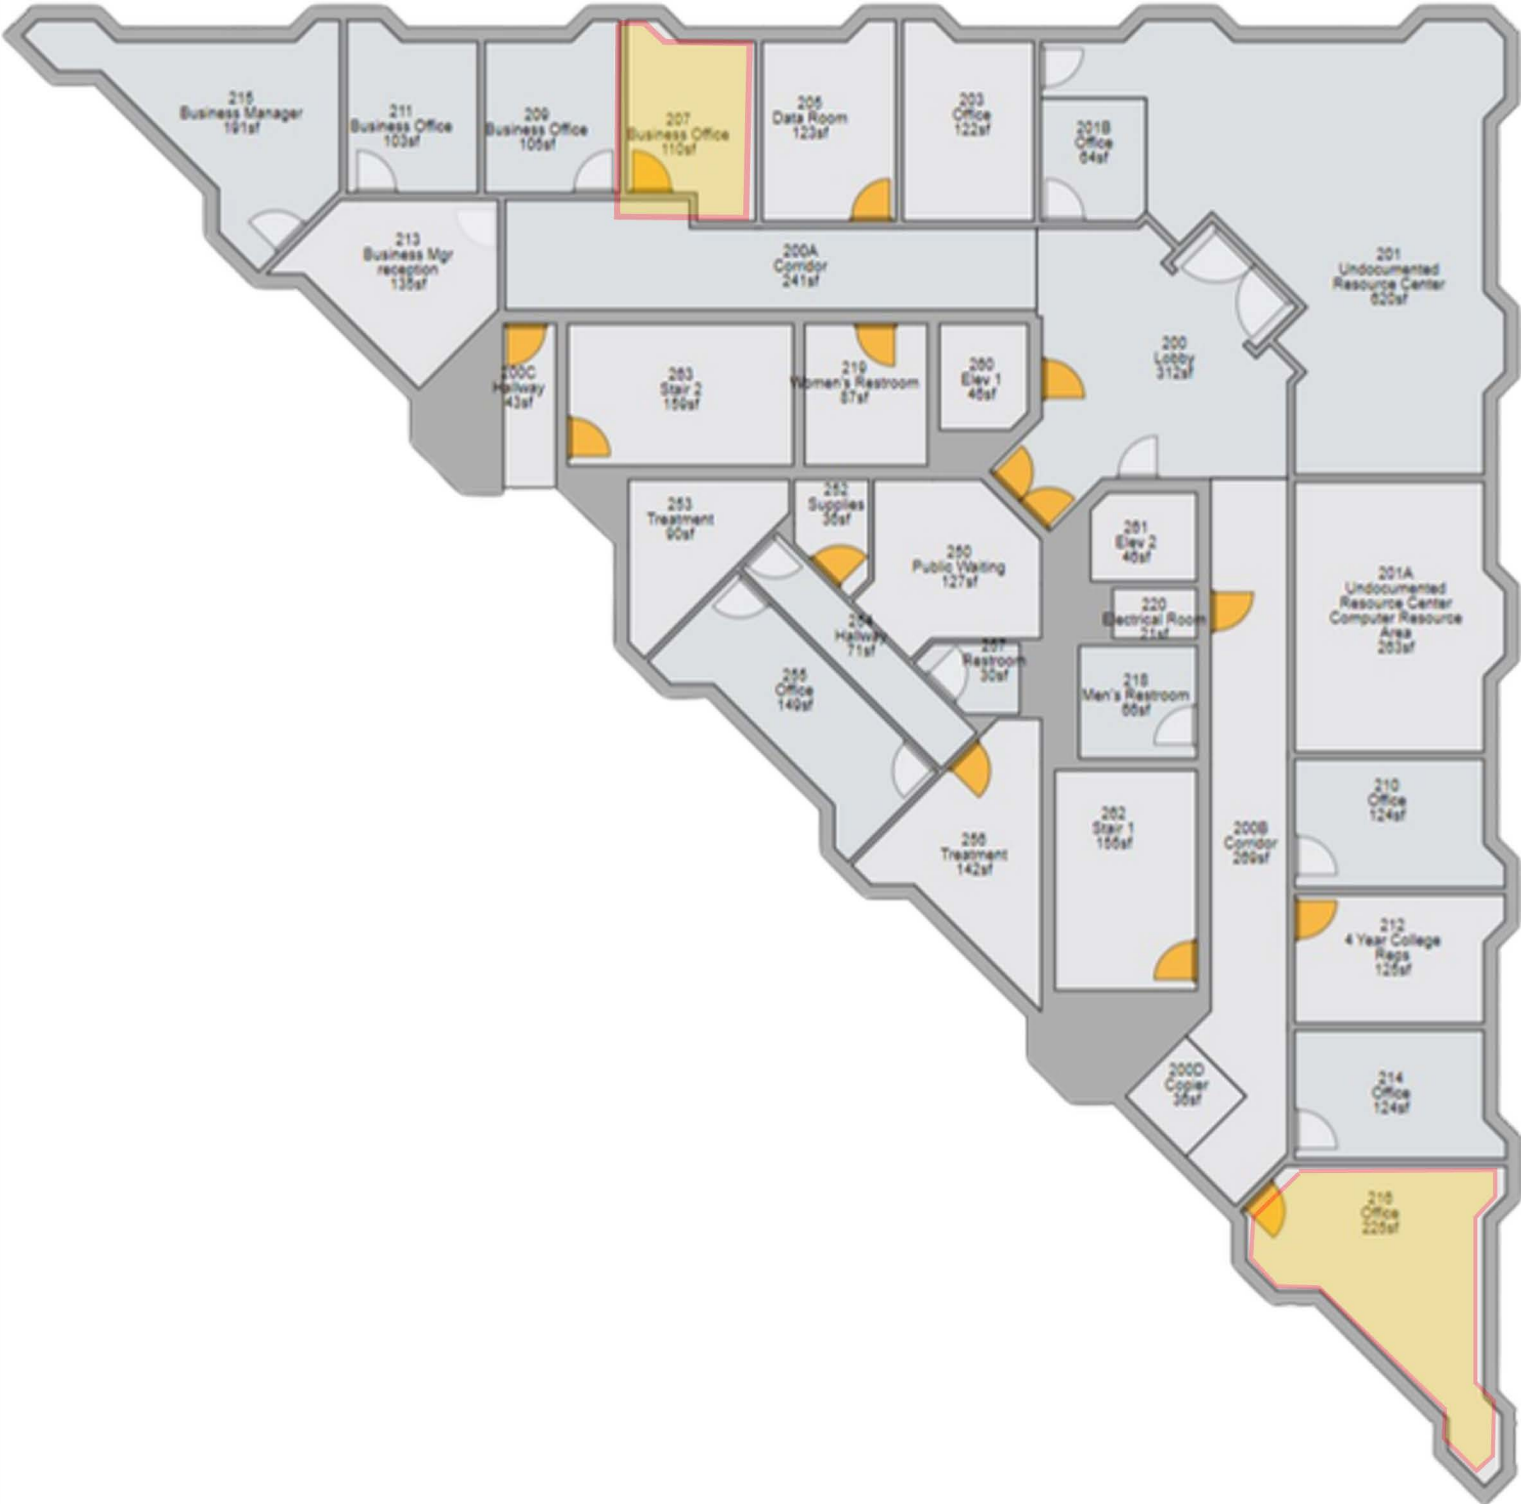 215
Business Manager
191sf
211
Business Office
103sf
209
Business Office
105sf
207
Business Office
110sf
205
Data Room
123sf
203
Office
122sf
201B
Office
64sf
201
Undocumented
Resource Center
620sf
213
Business Mgr
reception
135sf
200A
Corridor
241sf
200
Lobby
312sf
200C
Hallway
43sf
263
Stair 2
159sf
219
Women's Restroom
87sf
260
Elev 1
46sf
253
Treatment
90sf
252
Supplies
35sf
250
Public Waiting
127sf
261
Elev 2
46sf
220
Electrical Room
21sf
201A
Undocumented
Resource Center
Computer Resource
Area
263sf
254
Hallway
71sf
257
Restroom
30sf
255
Office
149sf
218
Men's Restroom
66sf
256
Treatment
142sf
262
Stair 1
156sf
200B
Corridor
269sf
210
Office
124sf
212
4 Year College
Reps
125sf
200D
Copier
36sf
214
Office
124sf
216
Office
225sf